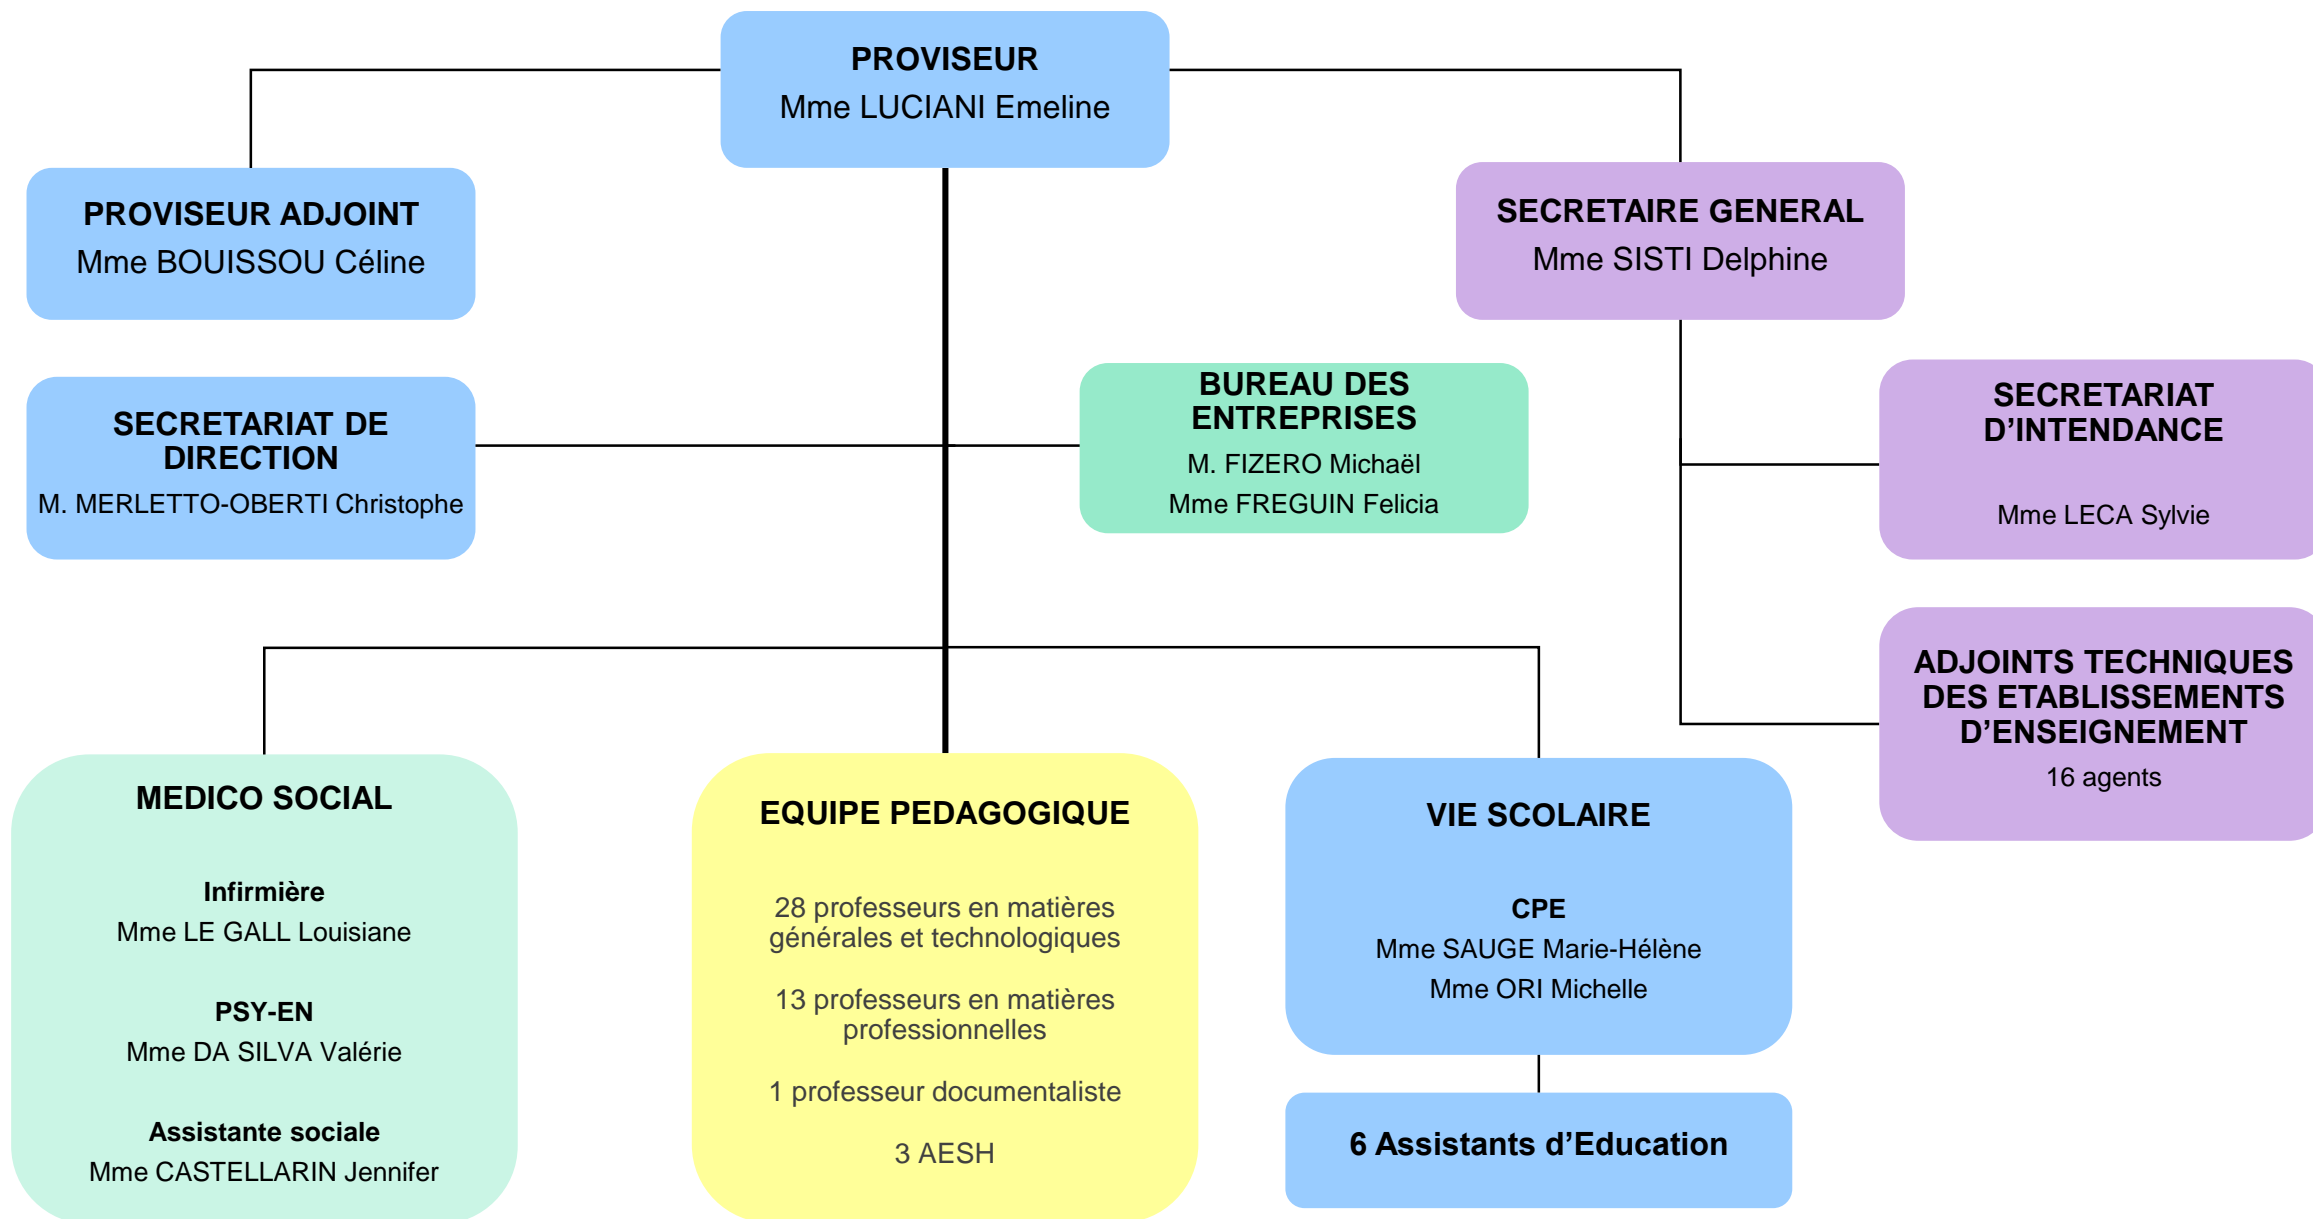 PROVISEUR
Mme LUCIANI Emeline
PROVISEUR ADJOINT
Mme BOUISSOU Céline
SECRETAIRE GENERAL
Mme SISTI Delphine
SECRETARIAT DE
DIRECTION
M. MERLETTO-OBERTI Christophe
BUREAU DES
ENTREPRISES
M. FIZERO Michaël
Mme FREGUIN Felicia
SECRETARIAT
D’INTENDANCE
Mme LECA Sylvie
ADJOINTS TECHNIQUES
DES ETABLISSEMENTS
D’ENSEIGNEMENT
16 agents
MEDICO SOCIAL
Infirmière
Mme LE GALL Louisiane
PSY-EN
Mme DA SILVA Valérie
Assistante sociale
Mme CASTELLARIN Jennifer
EQUIPE PEDAGOGIQUE
28 professeurs en matières
générales et technologiques
13 professeurs en matières
professionnelles
1 professeur documentaliste
3 AESH
VIE SCOLAIRE
CPE
Mme SAUGE Marie-Hélène
Mme ORI Michelle
6 Assistants d’Education